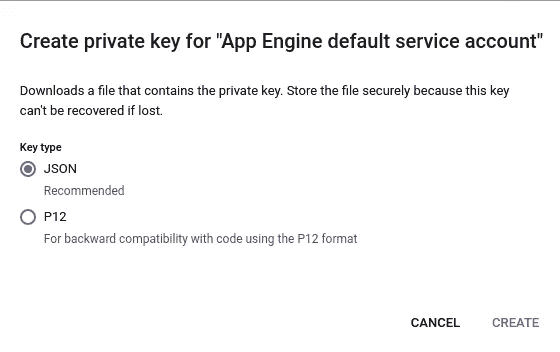 Create private key for "App Engine default service account"
Downloads a file that contains the private key. Store the file securely because this key
can't be recovered if lost.
Key type
JSON
Recommended
P12
For backward compatibility with code using the P12 format
CANCEL CREATE